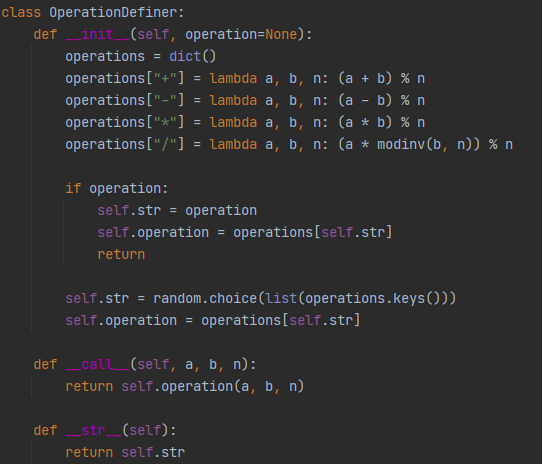 class OperationDefiner:
    def __init__(self, operation=None):
        operations = dict()
        operations["+"] = lambda a, b, n: (a + b) % n
        operations["-"] = lambda a, b, n: (a - b) % n
        operations["*"] = lambda a, b, n: (a * b) % n
        operations["/"] = lambda a, b, n: (a * modinv(b, n)) % n

        if operation:
            self.str = operation
            self.operation = operations[self.str]
            return

        self.str = random.choice(list(operations.keys()))
        self.operation = operations[self.str]

    def __call__(self, a, b, n):
        return self.operation(a, b, n)

    def __str__(self):
        return self.str